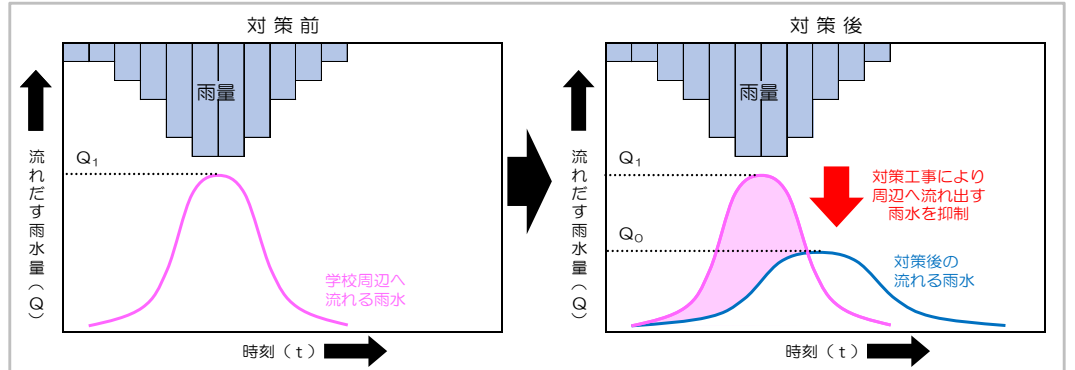 対策前
雨量
Q₁
流れだす雨水量(Q)
学校周辺へ
流れる雨水
時刻(t)
対策後
雨量
Q₁
Q₀
流れだす雨水量(Q)
対策工事により
周辺へ流れ出す
雨水を抑制
対策後の
流れる雨水
時刻(t)